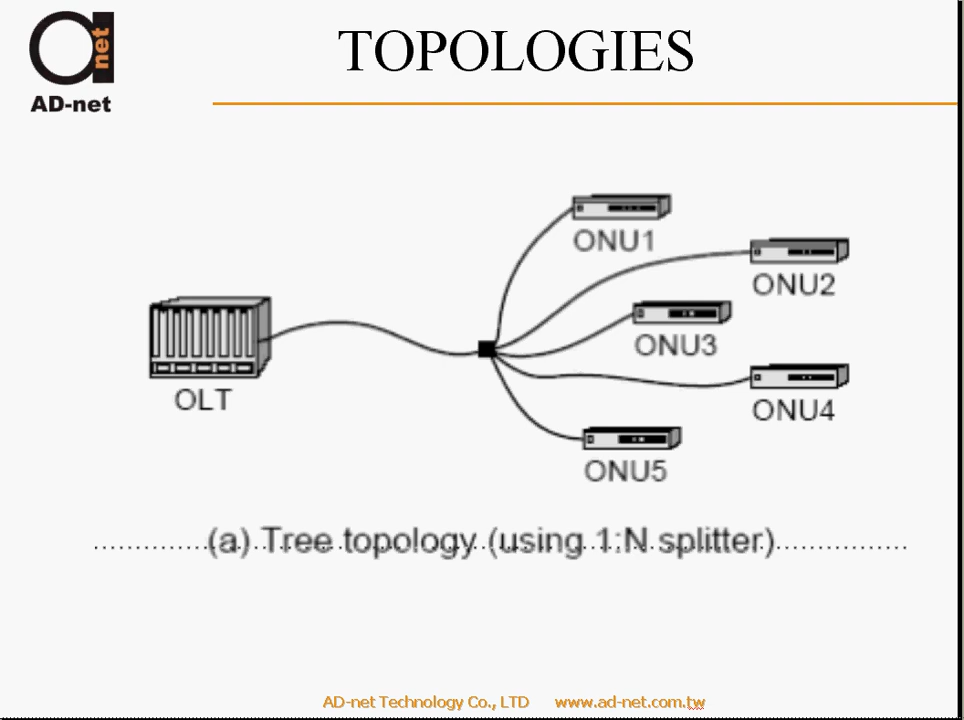 net
AD-net
TOPOLOGIES
ONU1
ONU2
ONU3
OLT
ONU4
ONU5
(a) Tree topology (using 1:N splitter)
AD-net Technology Co., LTD www.ad-net.com.tw